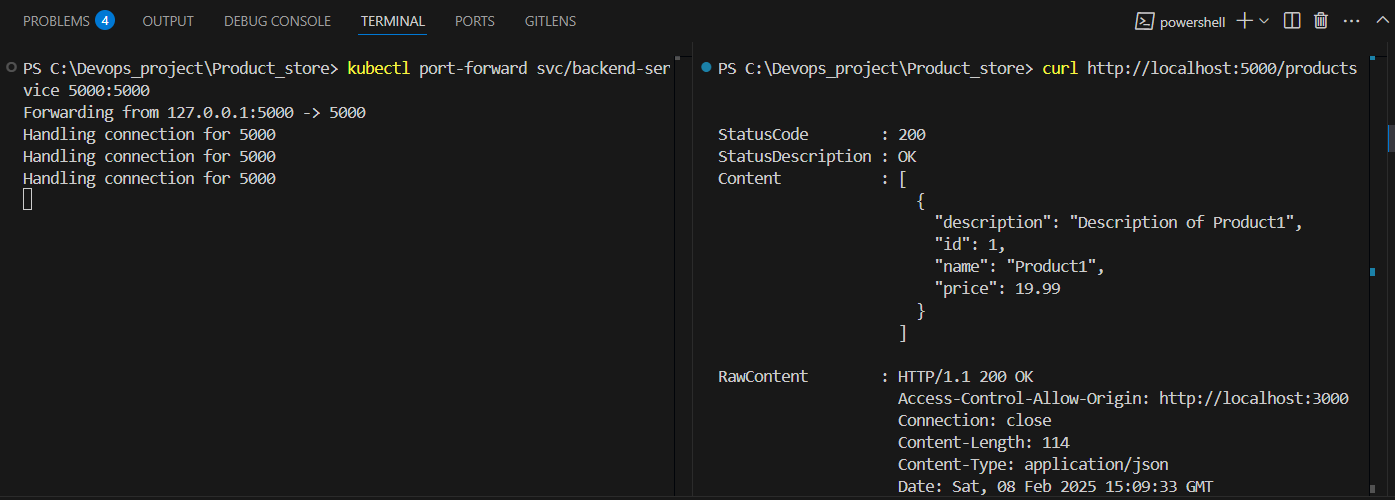 PROBLEMS 4 OUTPUT DEBUG CONSOLE TERMINAL PORTS GITLENS powershell
PS C:\Devops_project\Product_store> kubectl port-forward svc/backend-ser
vice 5000:5000
Forwarding from 127.0.0.1:5000 -> 5000
Handling connection for 5000
Handling connection for 5000
Handling connection for 5000
PS C:\Devops_project\Product_store> curl http://localhost:5000/products
StatusCode : 200
StatusDescription : OK
Content : [
{
"description": "Description of Product1",
"id": 1,
"name": "Product1",
"price": 19.99
}
]
RawContent : HTTP/1.1 200 OK
Access-Control-Allow-Origin: http://localhost:3000
Connection: close
Content-Length: 114
Content-Type: application/json
Date: Sat, 08 Feb 2025 15:09:33 GMT